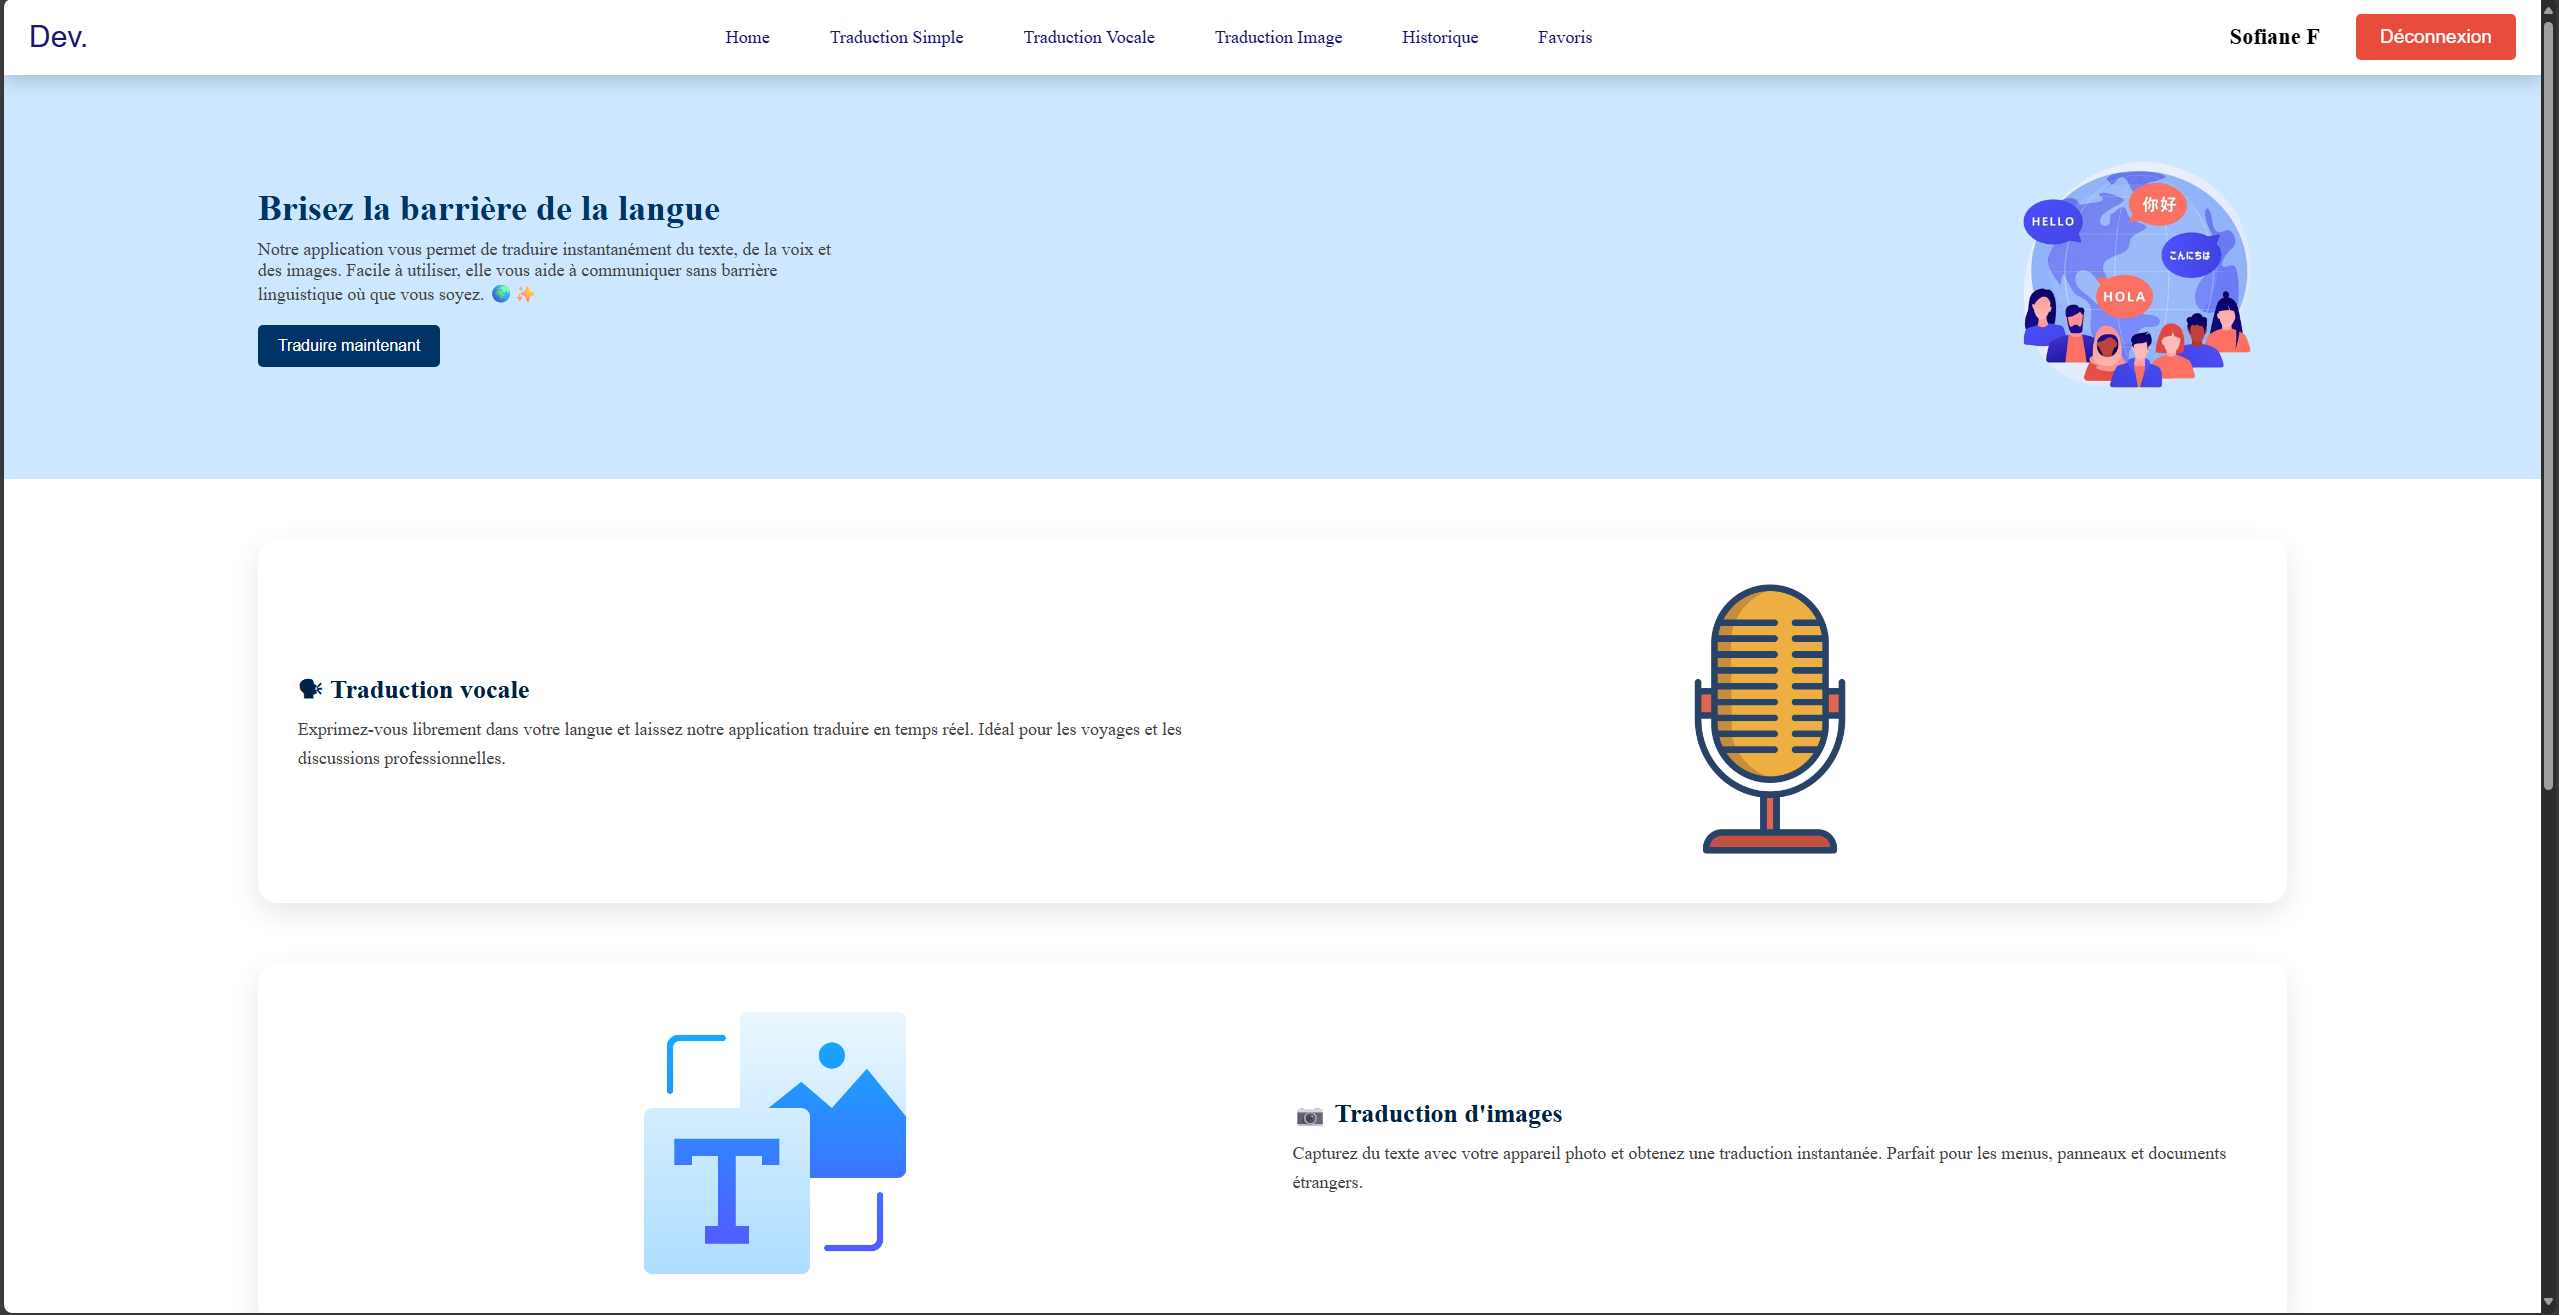 Dev.
Home
Traduction Simple
Traduction Vocale
Traduction Image
Historique
Favoris
Sofiane F
Déconnexion
Brisez la barrière de la langue
Notre application vous permet de traduire instantanément du texte, de la voix et
des images. Facile à utiliser, elle vous aide à communiquer sans barrière
linguistique où que vous soyez. 🌍 ✨
Traduire maintenant
HELLO
你好
こんにちは
HOLA
🗣 Traduction vocale
Exprimez-vous librement dans votre langue et laissez notre application traduire en temps réel. Idéal pour les voyages et les
discussions professionnelles.
T
📷 Traduction d'images
Capturez du texte avec votre appareil photo et obtenez une traduction instantanée. Parfait pour les menus, panneaux et documents
étrangers.